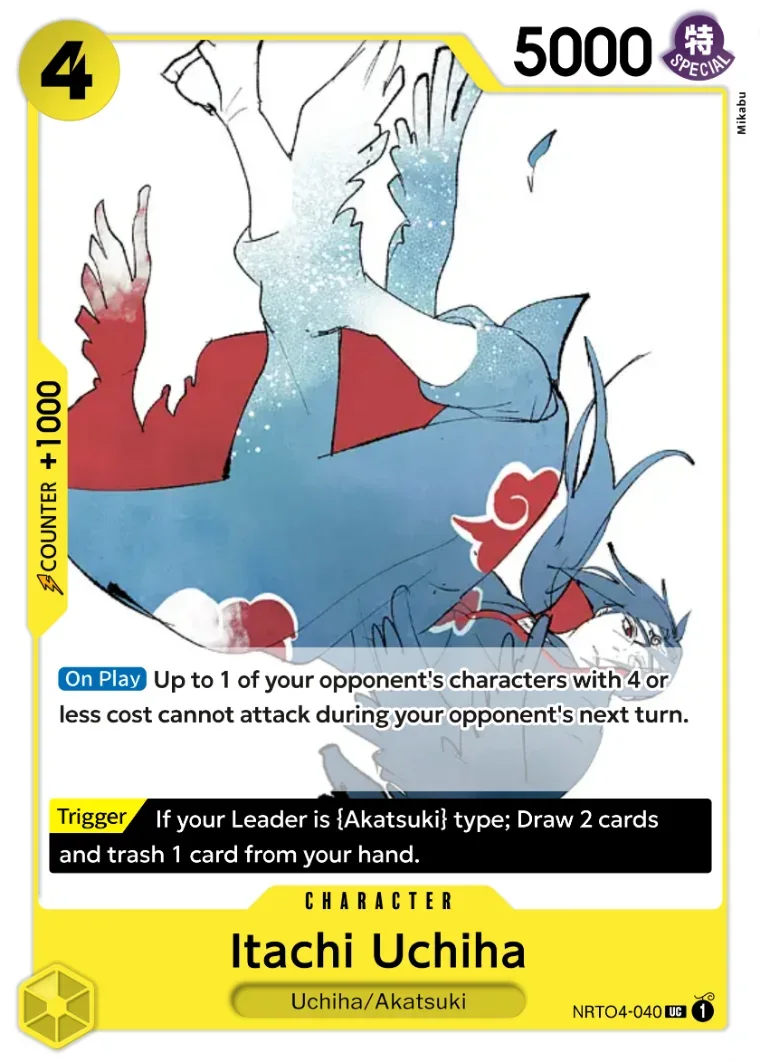 4
5000
特
SPECIAL
Mikabu
COUNTER +1000
On Play Up to 1 of your opponent's characters with 4 or
less cost cannot attack during your opponent's next turn.
Trigger If your Leader is {Akatsuki} type; Draw 2 cards
and trash 1 card from your hand.
CHARACTER
Itachi Uchiha
Uchiha/Akatsuki
NRTO4-040 UC 1